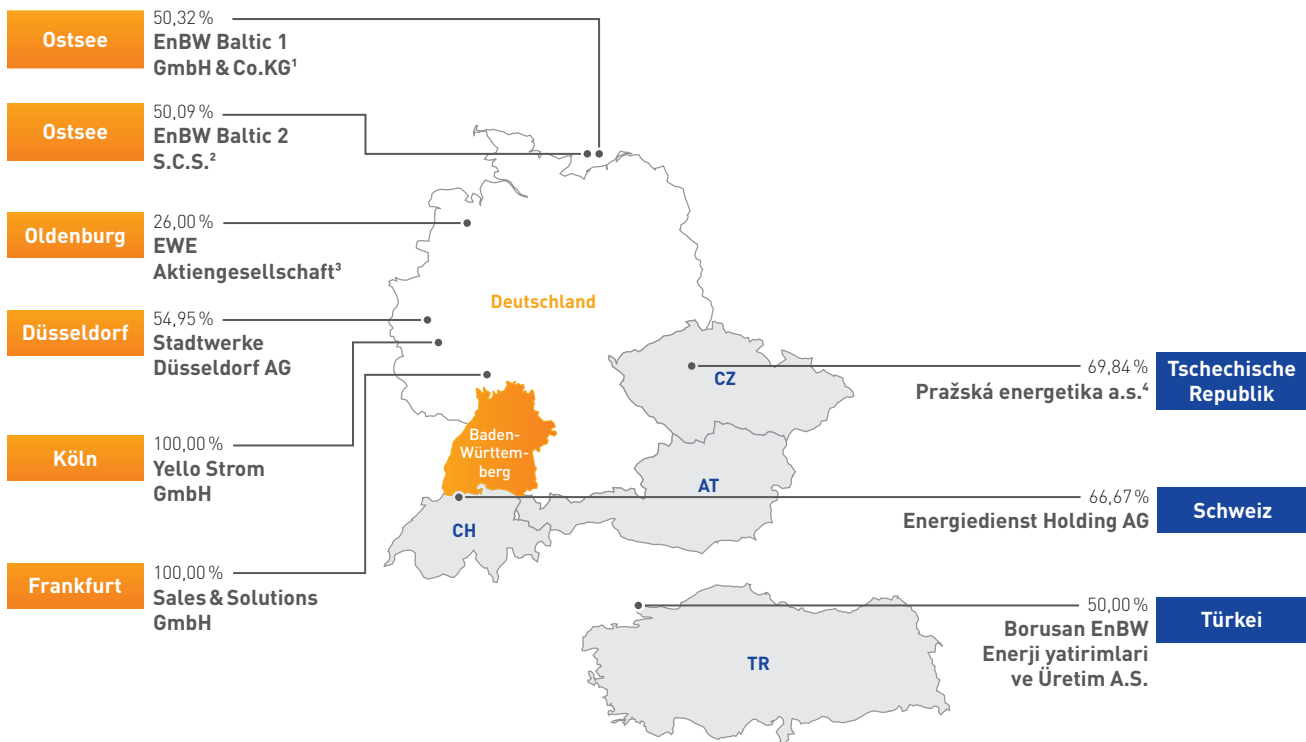 Ostsee
50,32 %
EnBW Baltic 1
GmbH & Co.KG¹
Ostsee
50,09 %
EnBW Baltic 2
S.C.S.²
Oldenburg
26,00 %
EWE
Aktiengesellschaft³
Düsseldorf
54,95 %
Stadtwerke
Düsseldorf AG
Köln
100,00 %
Yello Strom
GmbH
Frankfurt
100,00 %
Sales & Solutions
GmbH
Deutschland
Baden-
Württem-
berg
CZ
AT
CH
TR
69,84 %
Pražská energetika a.s.⁴
Tschechische
Republik
66,67 %
Energiedienst Holding AG
Schweiz
50,00 %
Borusan EnBW
Enerji yatirimlari
ve Üretim A.S.
Türkei